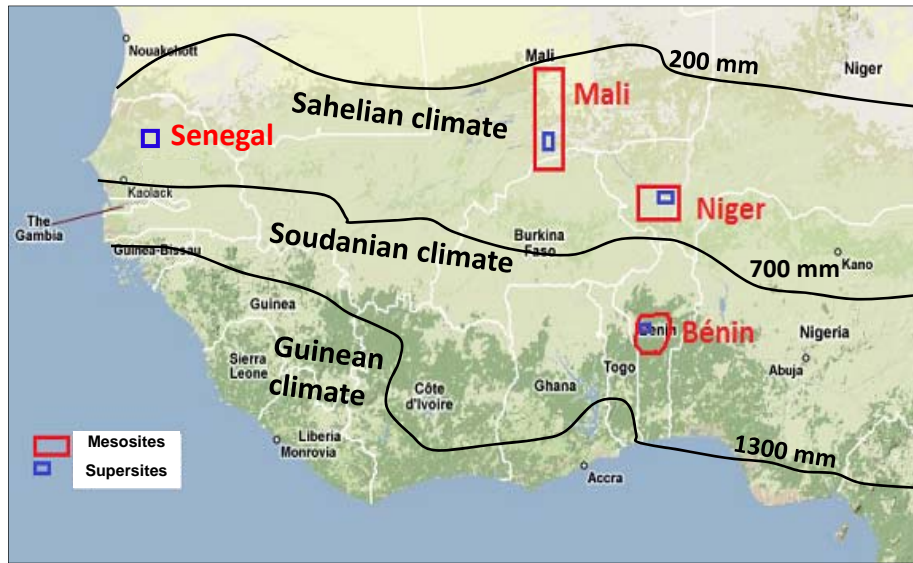 Nouakchott
Mali
200 mm
Niger
Sahelian climate
Mali
Senegal
Kaolack
The
Gambia
Niger
Soudanian climate
Burkina
Faso
700 mm
Kano
Guinea-Bissau
Guinea
Guinean
climate
Sierra
Leone
Bénin
Bénin
Nigeria
Togo
Abuja
Ghana
Côte
d'Ivoire
Liberia
Monrovia
Mesosites
Supersites
1300 mm
Accra